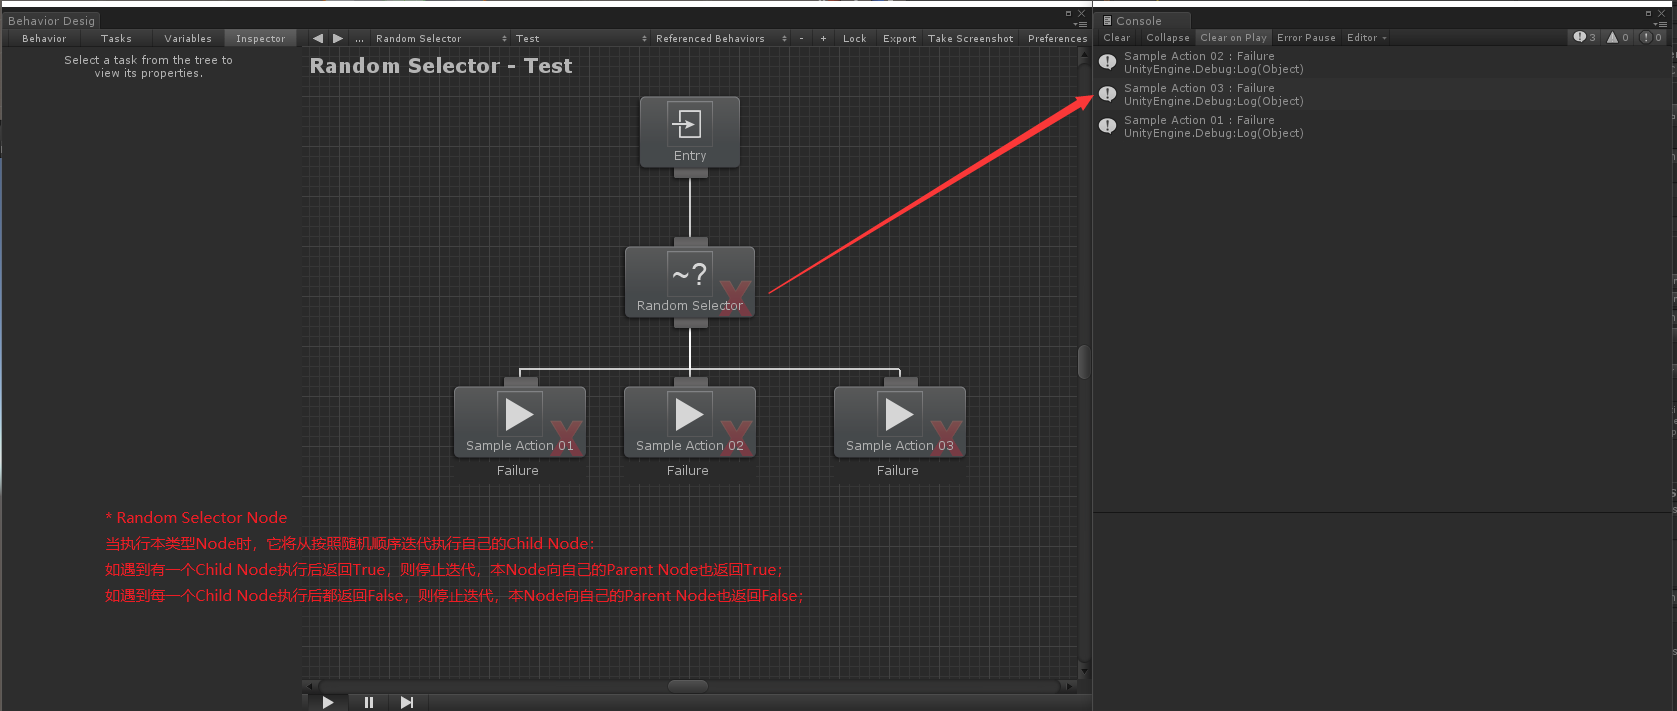 Behavior Desig
Behavior Tasks Variables Inspector
Select a task from the tree to
view its properties.
... Random Selector Test Referenced Behaviors - + Lock Export Take Screenshot Preferences
Random Selector - Test
Entry
~?
Random Selector
Sample Action 01
Failure
Sample Action 02
Failure
Sample Action 03
Failure
* Random Selector Node
当执行本类型Node时，它将从按照随机顺序迭代执行自己的Child Node：
如遇到有一个Child Node执行后返回True，则停止迭代，本Node向自己的Parent Node也返回True；
如遇到每一个Child Node执行后都返回False，则停止迭代，本Node向自己的Parent Node也返回False；
Console
Clear Collapse Clear on Play Error Pause Editor 3 0 0
Sample Action 02 : Failure
UnityEngine.Debug:Log(Object)
Sample Action 03 : Failure
UnityEngine.Debug:Log(Object)
Sample Action 01 : Failure
UnityEngine.Debug:Log(Object)